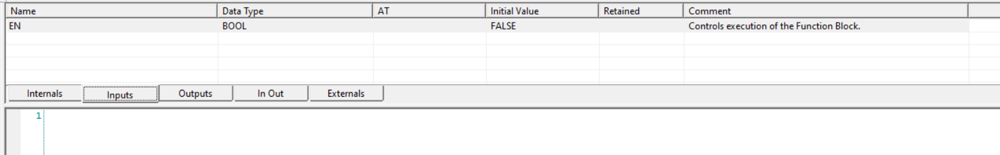 Name Data Type AT Initial Value Retained Comment
EN BOOL FALSE Controls execution of the Function Block.
Internals Inputs Outputs In Out Externals
1